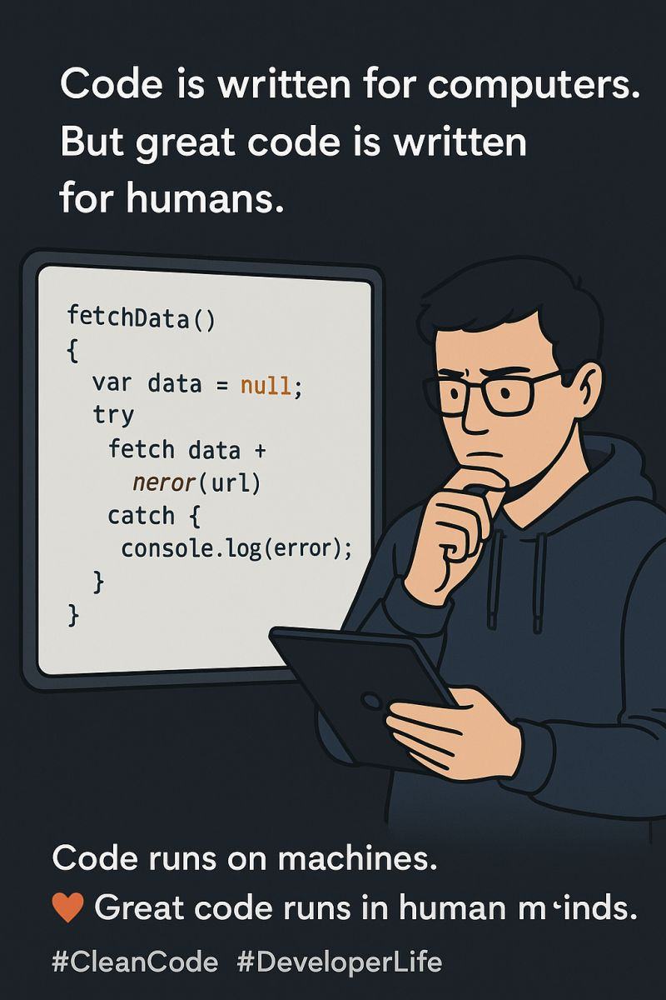 Code is written for computers.
But great code is written
for humans.
fetchData()
{
var data = null;
try
fetch data +
neror(url)
catch {
console.log(error);
}
}
Code runs on machines.
Great code runs in human m‘inds.
#CleanCode #DeveloperLife